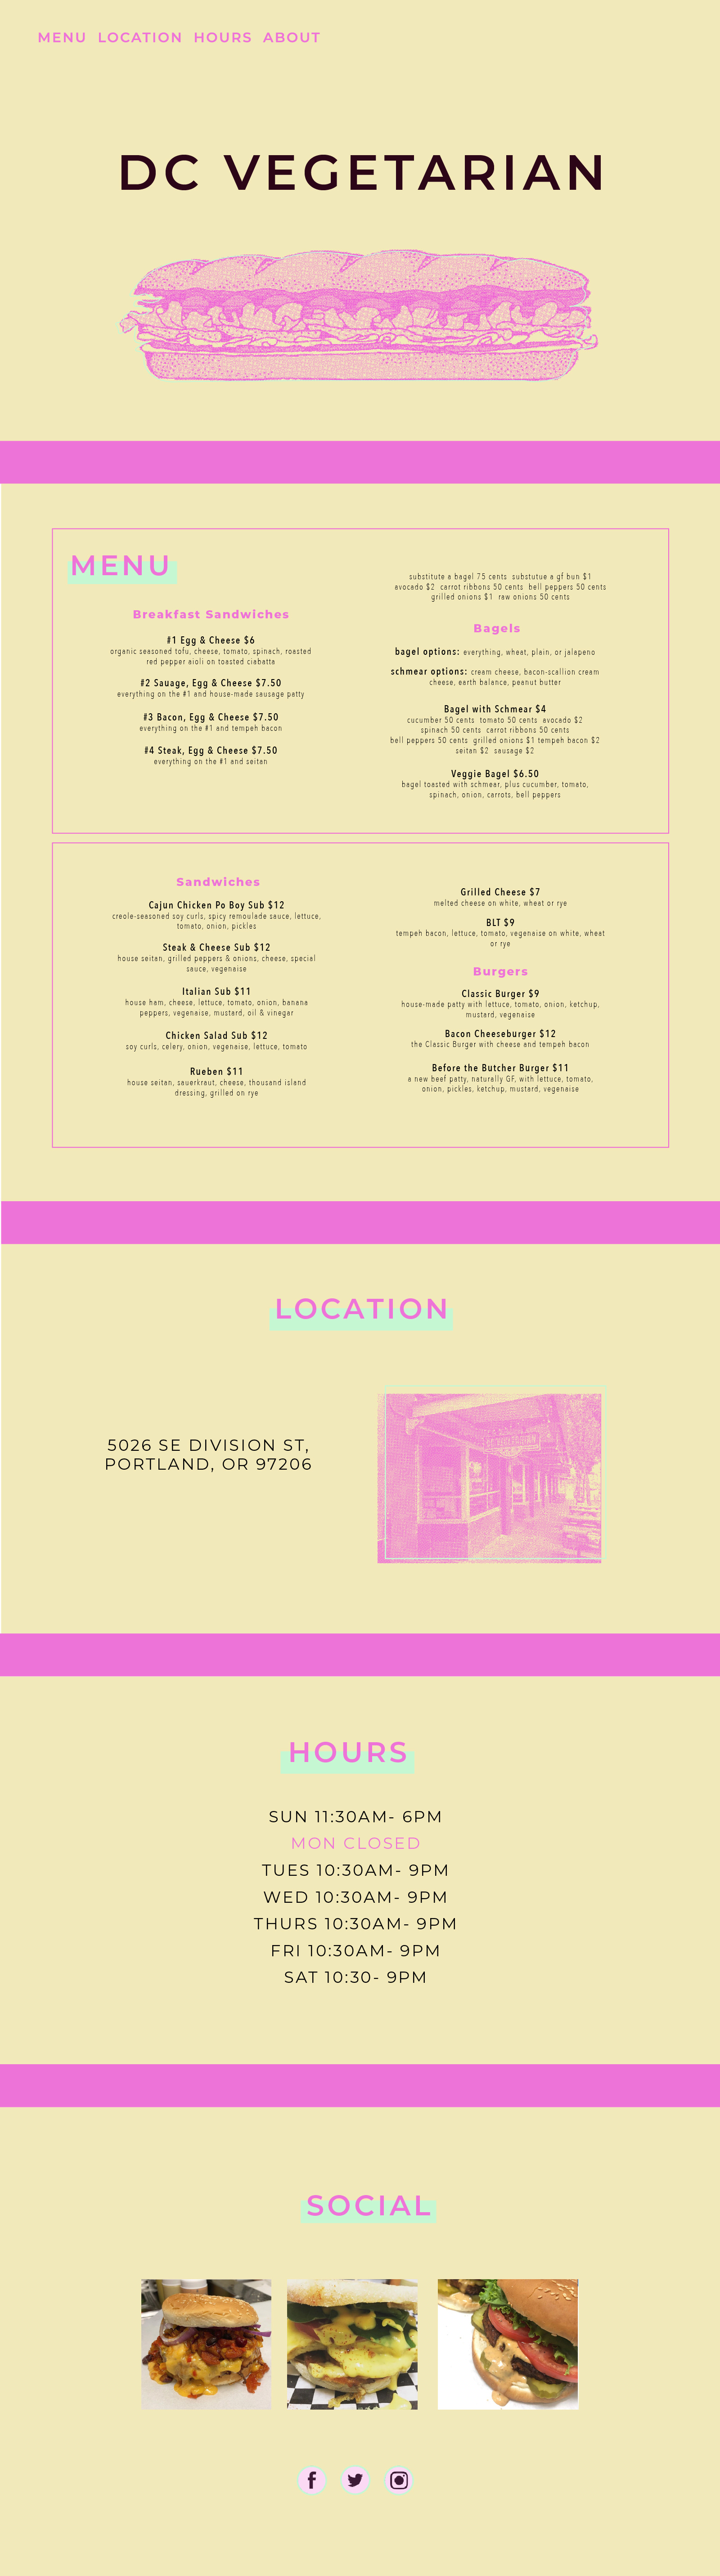 MENU LOCATION HOURS ABOUT
DC VEGETARIAN
MENU
Breakfast Sandwiches
#1 Egg & Cheese $6
organic seasoned tofu, cheese, tomato, spinach, roasted
red pepper aioli on toasted ciabatta
#2 Sauage, Egg & Cheese $7.50
everything on the #1 and house-made sausage patty
#3 Bacon, Egg & Cheese $7.50
everything on the #1 and tempeh bacon
#4 Steak, Egg & Cheese $7.50
everything on the #1 and seitan
substitute a bagel 75 cents substutue a gf bun $1
avocado $2 carrot ribbons 50 cents bell peppers 50 cents
grilled onions $1 raw onions 50 cents
Bagels
bagel options: everything, wheat, plain, or jalapeno
schmear options: cream cheese, bacon-scallion cream
cheese, earth balance, peanut butter
Bagel with Schmear $4
cucumber 50 cents tomato 50 cents avocado $2
spinach 50 cents carrot ribbons 50 cents
bell peppers 50 cents grilled onions $1 tempeh bacon $2
seitan $2 sausage $2
Veggie Bagel $6.50
bagel toasted with schmear, plus cucumber, tomato,
spinach, onion, carrots, bell peppers
Sandwiches
Cajun Chicken Po Boy Sub $12
creole-seasoned soy curls, spicy remoulade sauce, lettuce,
tomato, onion, pickles
Steak & Cheese Sub $12
house seitan, grilled peppers & onions, cheese, special
sauce, vegenaise
Italian Sub $11
house ham, cheese, lettuce, tomato, onion, banana
peppers, vegenaise, mustard, oil & vinegar
Chicken Salad Sub $12
soy curls, celery, onion, vegenaise, lettuce, tomato
Rueben $11
house seitan, sauerkraut, cheese, thousand island
dressing, grilled on rye
Grilled Cheese $7
melted cheese on white, wheat or rye
BLT $9
tempeh bacon, lettuce, tomato, vegenaise on white, wheat
or rye
Burgers
Classic Burger $9
house-made patty with lettuce, tomato, onion, ketchup,
mustard, vegenaise
Bacon Cheeseburger $12
the Classic Burger with cheese and tempeh bacon
Before the Butcher Burger $11
a new beef patty, naturally GF, with lettuce, tomato,
onion, pickles, ketchup, mustard, vegenaise
LOCATION
5026 SE DIVISION ST,
PORTLAND, OR 97206
HOURS
SUN 11:30AM- 6PM
MON CLOSED
TUES 10:30AM- 9PM
WED 10:30AM- 9PM
THURS 10:30AM- 9PM
FRI 10:30AM- 9PM
SAT 10:30- 9PM
SOCIAL